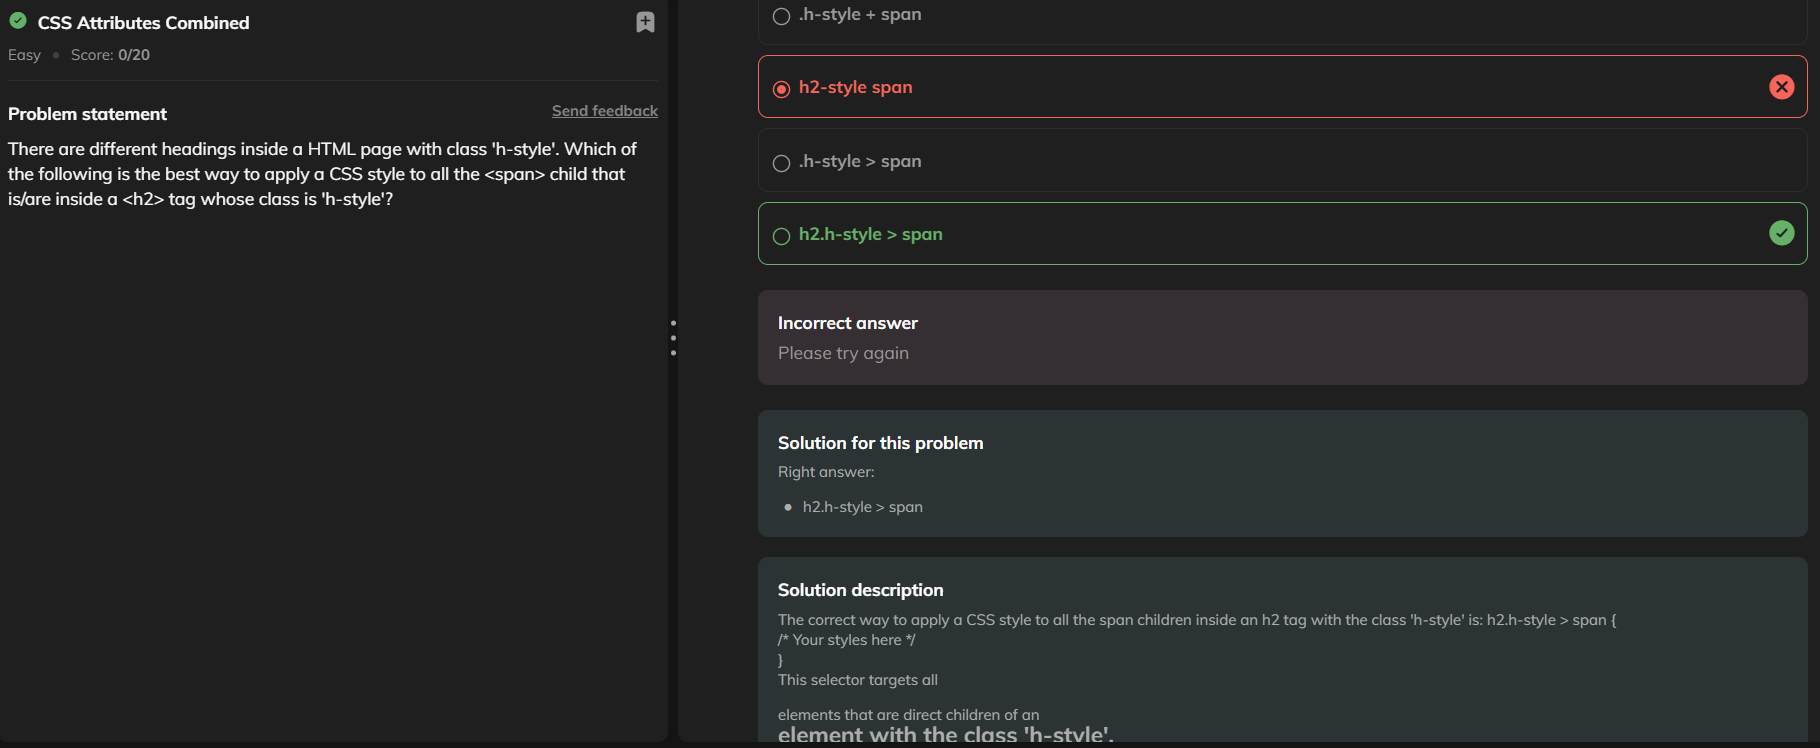 CSS Attributes Combined
Easy • Score: 0/20
Problem statement
Send feedback
There are different headings inside a HTML page with class 'h-style'. Which of
the following is the best way to apply a CSS style to all the <span> child that
is/are inside a <h2> tag whose class is 'h-style'?
.h-style + span
h2-style span
.h-style > span
h2.h-style > span
Incorrect answer
Please try again
Solution for this problem
Right answer:
• h2.h-style > span
Solution description
The correct way to apply a CSS style to all the span children inside an h2 tag with the class 'h-style' is: h2.h-style > span {
/* Your styles here */
}
This selector targets all
elements that are direct children of an
element with the class 'h-style'.